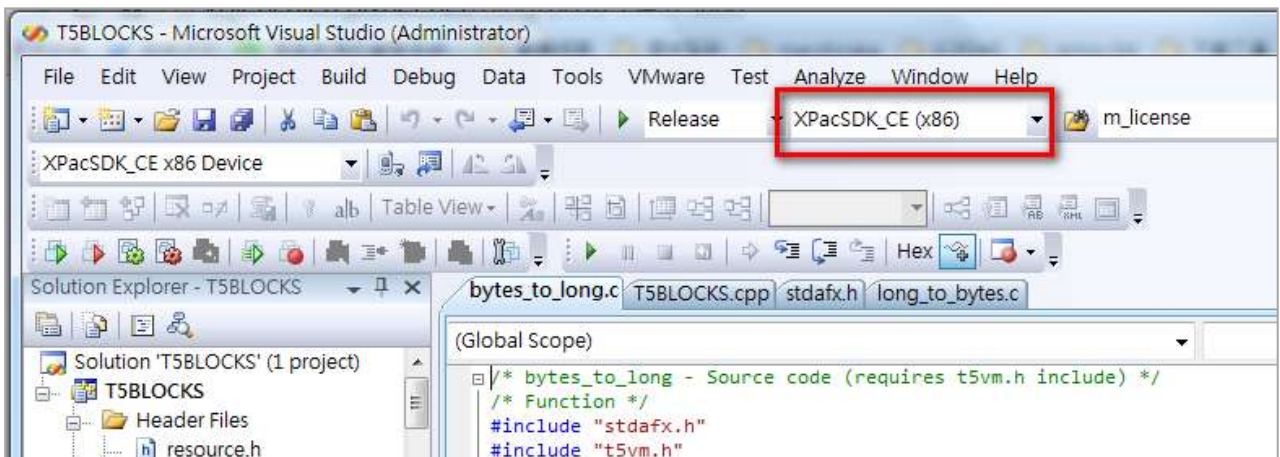 T5BLOCKS - Microsoft Visual Studio (Administrator)
File Edit View Project Build Debug Data Tools VMware Test Analyze Window Help
Release XPacSDK_CE (x86) m_license
XPacSDK_CE x86 Device
ab Table View
Hex
Solution Explorer - T5BLOCKS
bytes_to_long.c T5BLOCKS.cpp stdafx.h long_to_bytes.c
(Global Scope)
Solution 'T5BLOCKS' (1 project)
T5BLOCKS
Header Files
resource.h
/* bytes_to_long - Source code (requires t5vm.h include) */
/* Function */
#include "stdafx.h"
#include "t5vm.h"